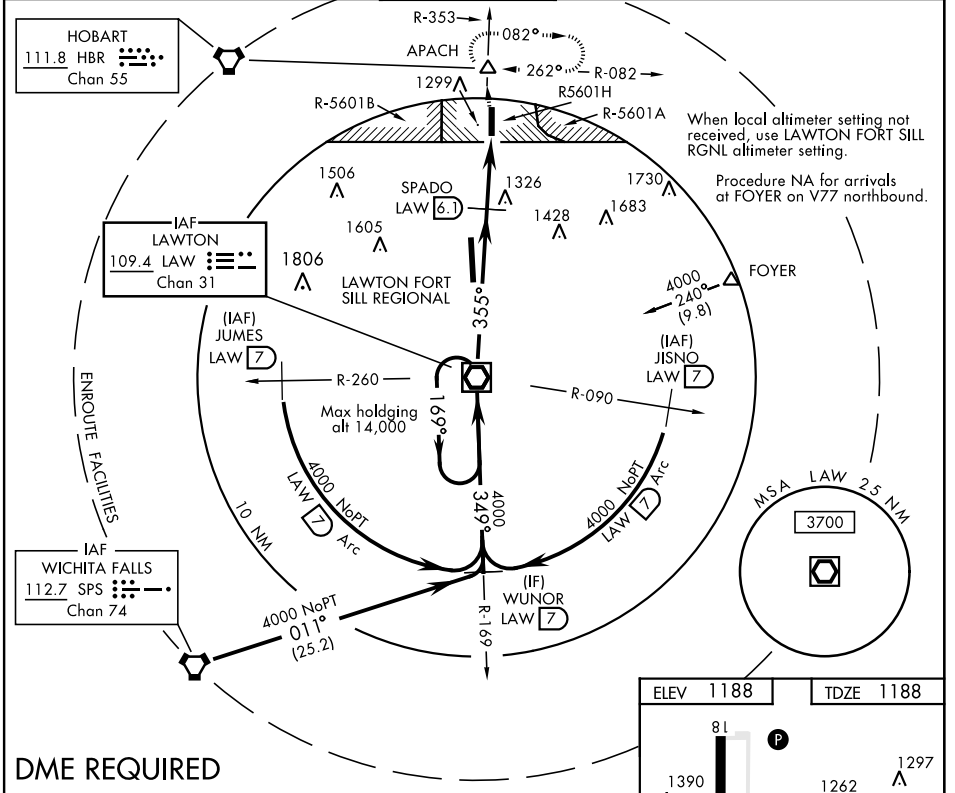 HOBART
111.8 HBR
Chan 55
R-353
082°
APACH
262°
R-082
1299
R-5601B
R5601H
R-5601A
When local altimeter setting not
received, use LAWTON FORT SILL
RGNL altimeter setting.
Procedure NA for arrivals
at FOYER on V77 northbound.
1506
SPADO
LAW 6.1
1326
1730
1683
1428
1605
IAF
LAWTON
109.4 LAW
Chan 31
1806
LAWTON FORT
SILL REGIONAL
355°
FOYER
4000
240°
(9.8)
(IAF)
JUMES
LAW 7
(IAF)
JISNO
LAW 7
R-260
R-090
Max holdging
alt 14,000
169°
ENROUTE FACILITIES
4000 NoPT
LAW 7 Arc
4000
349°
4000 NoPT
LAW 7 Arc
10 NM
MSA LAW 25 NM
3700
IAF
WICHITA FALLS
112.7 SPS
Chan 74
4000 NoPT
011°
(25.2)
(IF)
WUNOR
LAW 7
R-169
ELEV 1188
TDZE 1188
18
P
1297
1390
1262
DME REQUIRED